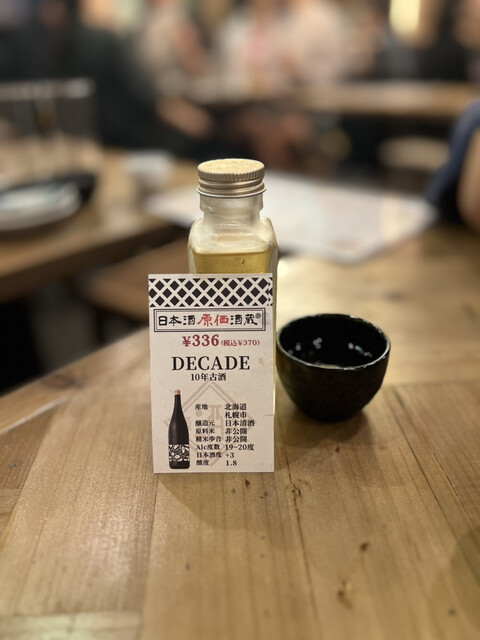 日本酒原価酒蔵®
¥336(税込¥370)
DECADE
10年古酒
産地 北海道
札幌市
醸造元 日本清酒
原料米 非公開
精米歩合 非公開
Alc度数 19~20度
日本酒度 +3
酸度 1.8